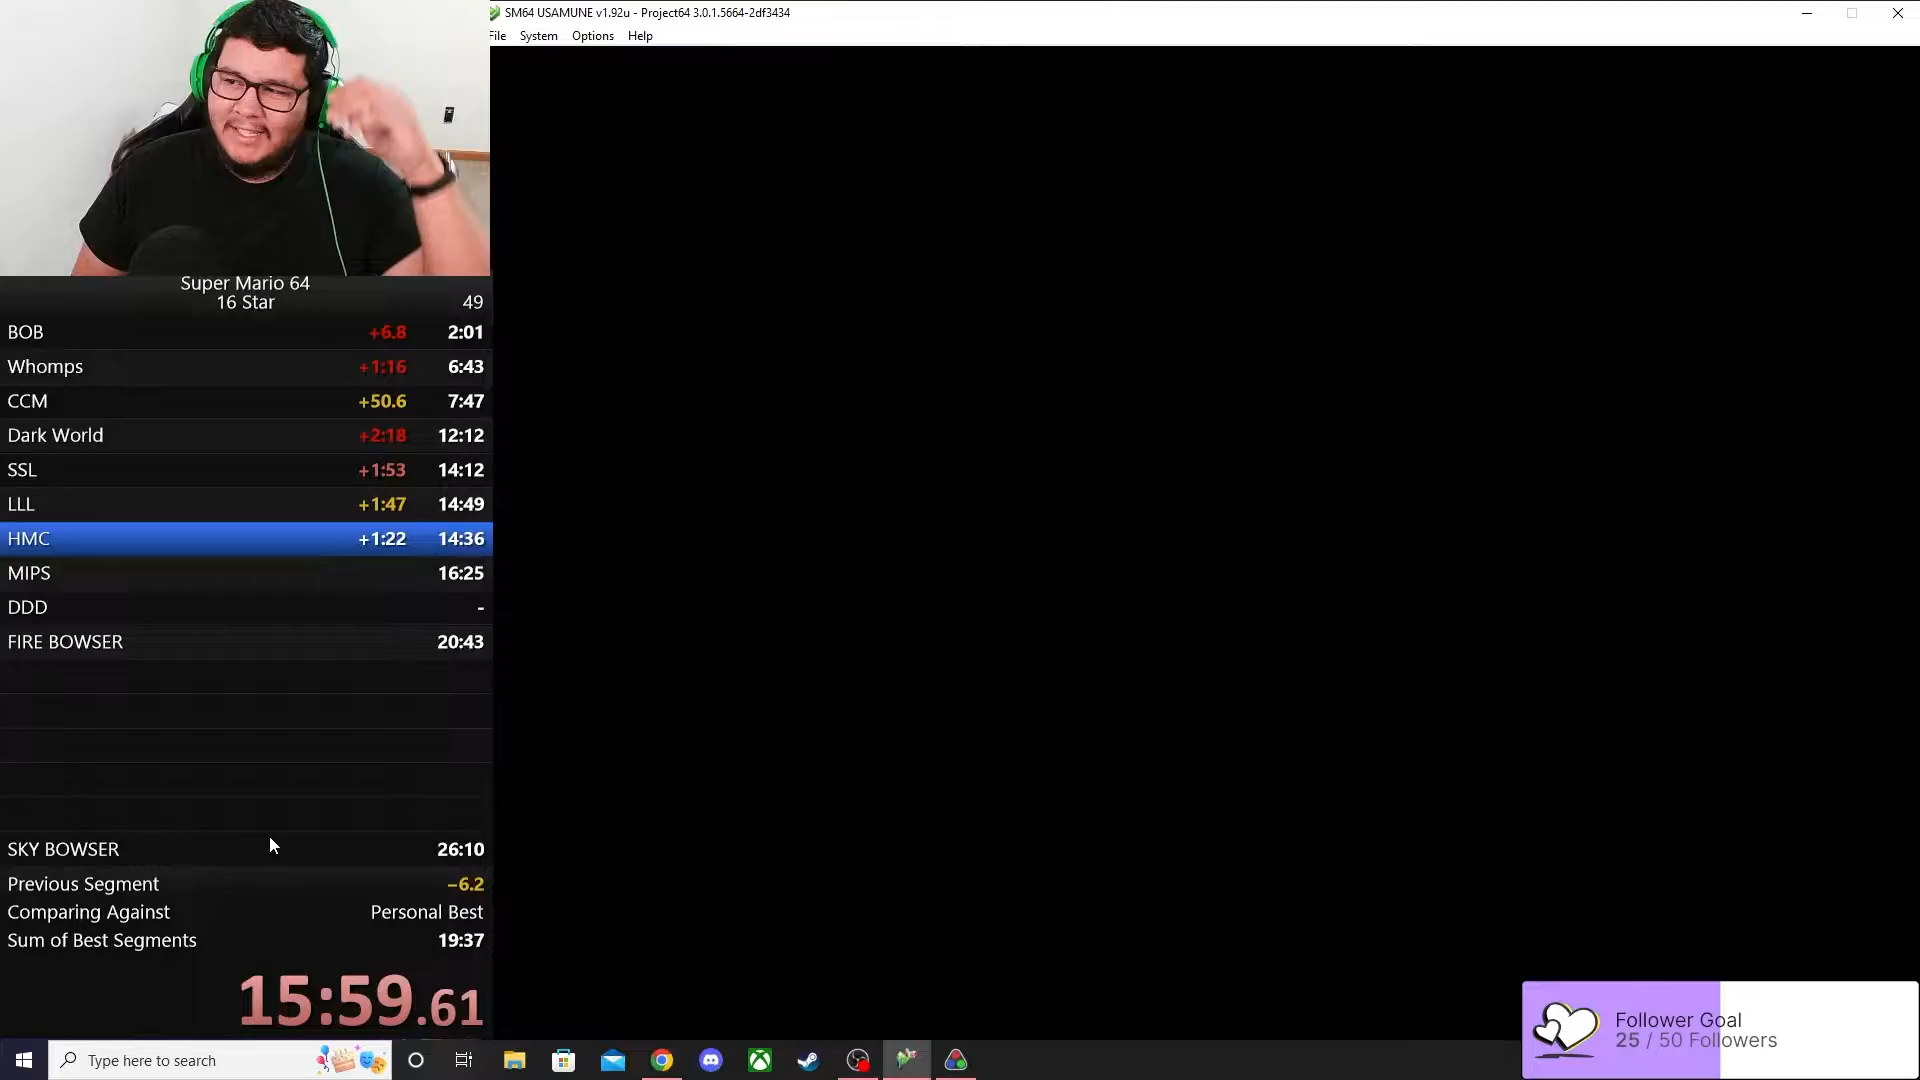 SM64 USAMUNE v1.92u - Project64 3.0.1.5664-2df3434
File System Options Help
Super Mario 64
16 Star 49
BOB +6.8 2:01
Whomps +1:16 6:43
CCM +50.6 7:47
Dark World +2:18 12:12
SSL +1:53 14:12
LLL +1:47 14:49
HMC +1:22 14:36
MIPS 16:25
DDD -
FIRE BOWSER 20:43
SKY BOWSER 26:10
Previous Segment −6.2
Comparing Against Personal Best
Sum of Best Segments 19:37
15:59.61
Follower Goal
25 / 50 Followers
Type here to search